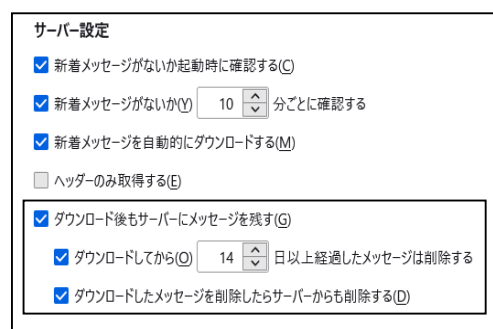 サーバー設定
新着メッセージがないか起動時に確認する(C)
新着メッセージがないか(Y) 10 分ごとに確認する
新着メッセージを自動的にダウンロードする(M)
ヘッダーのみ取得する(E)
ダウンロード後もサーバーにメッセージを残す(G)
ダウンロードしてから(O) 14 日以上経過したメッセージは削除する
ダウンロードしたメッセージを削除したらサーバーからも削除する(D)